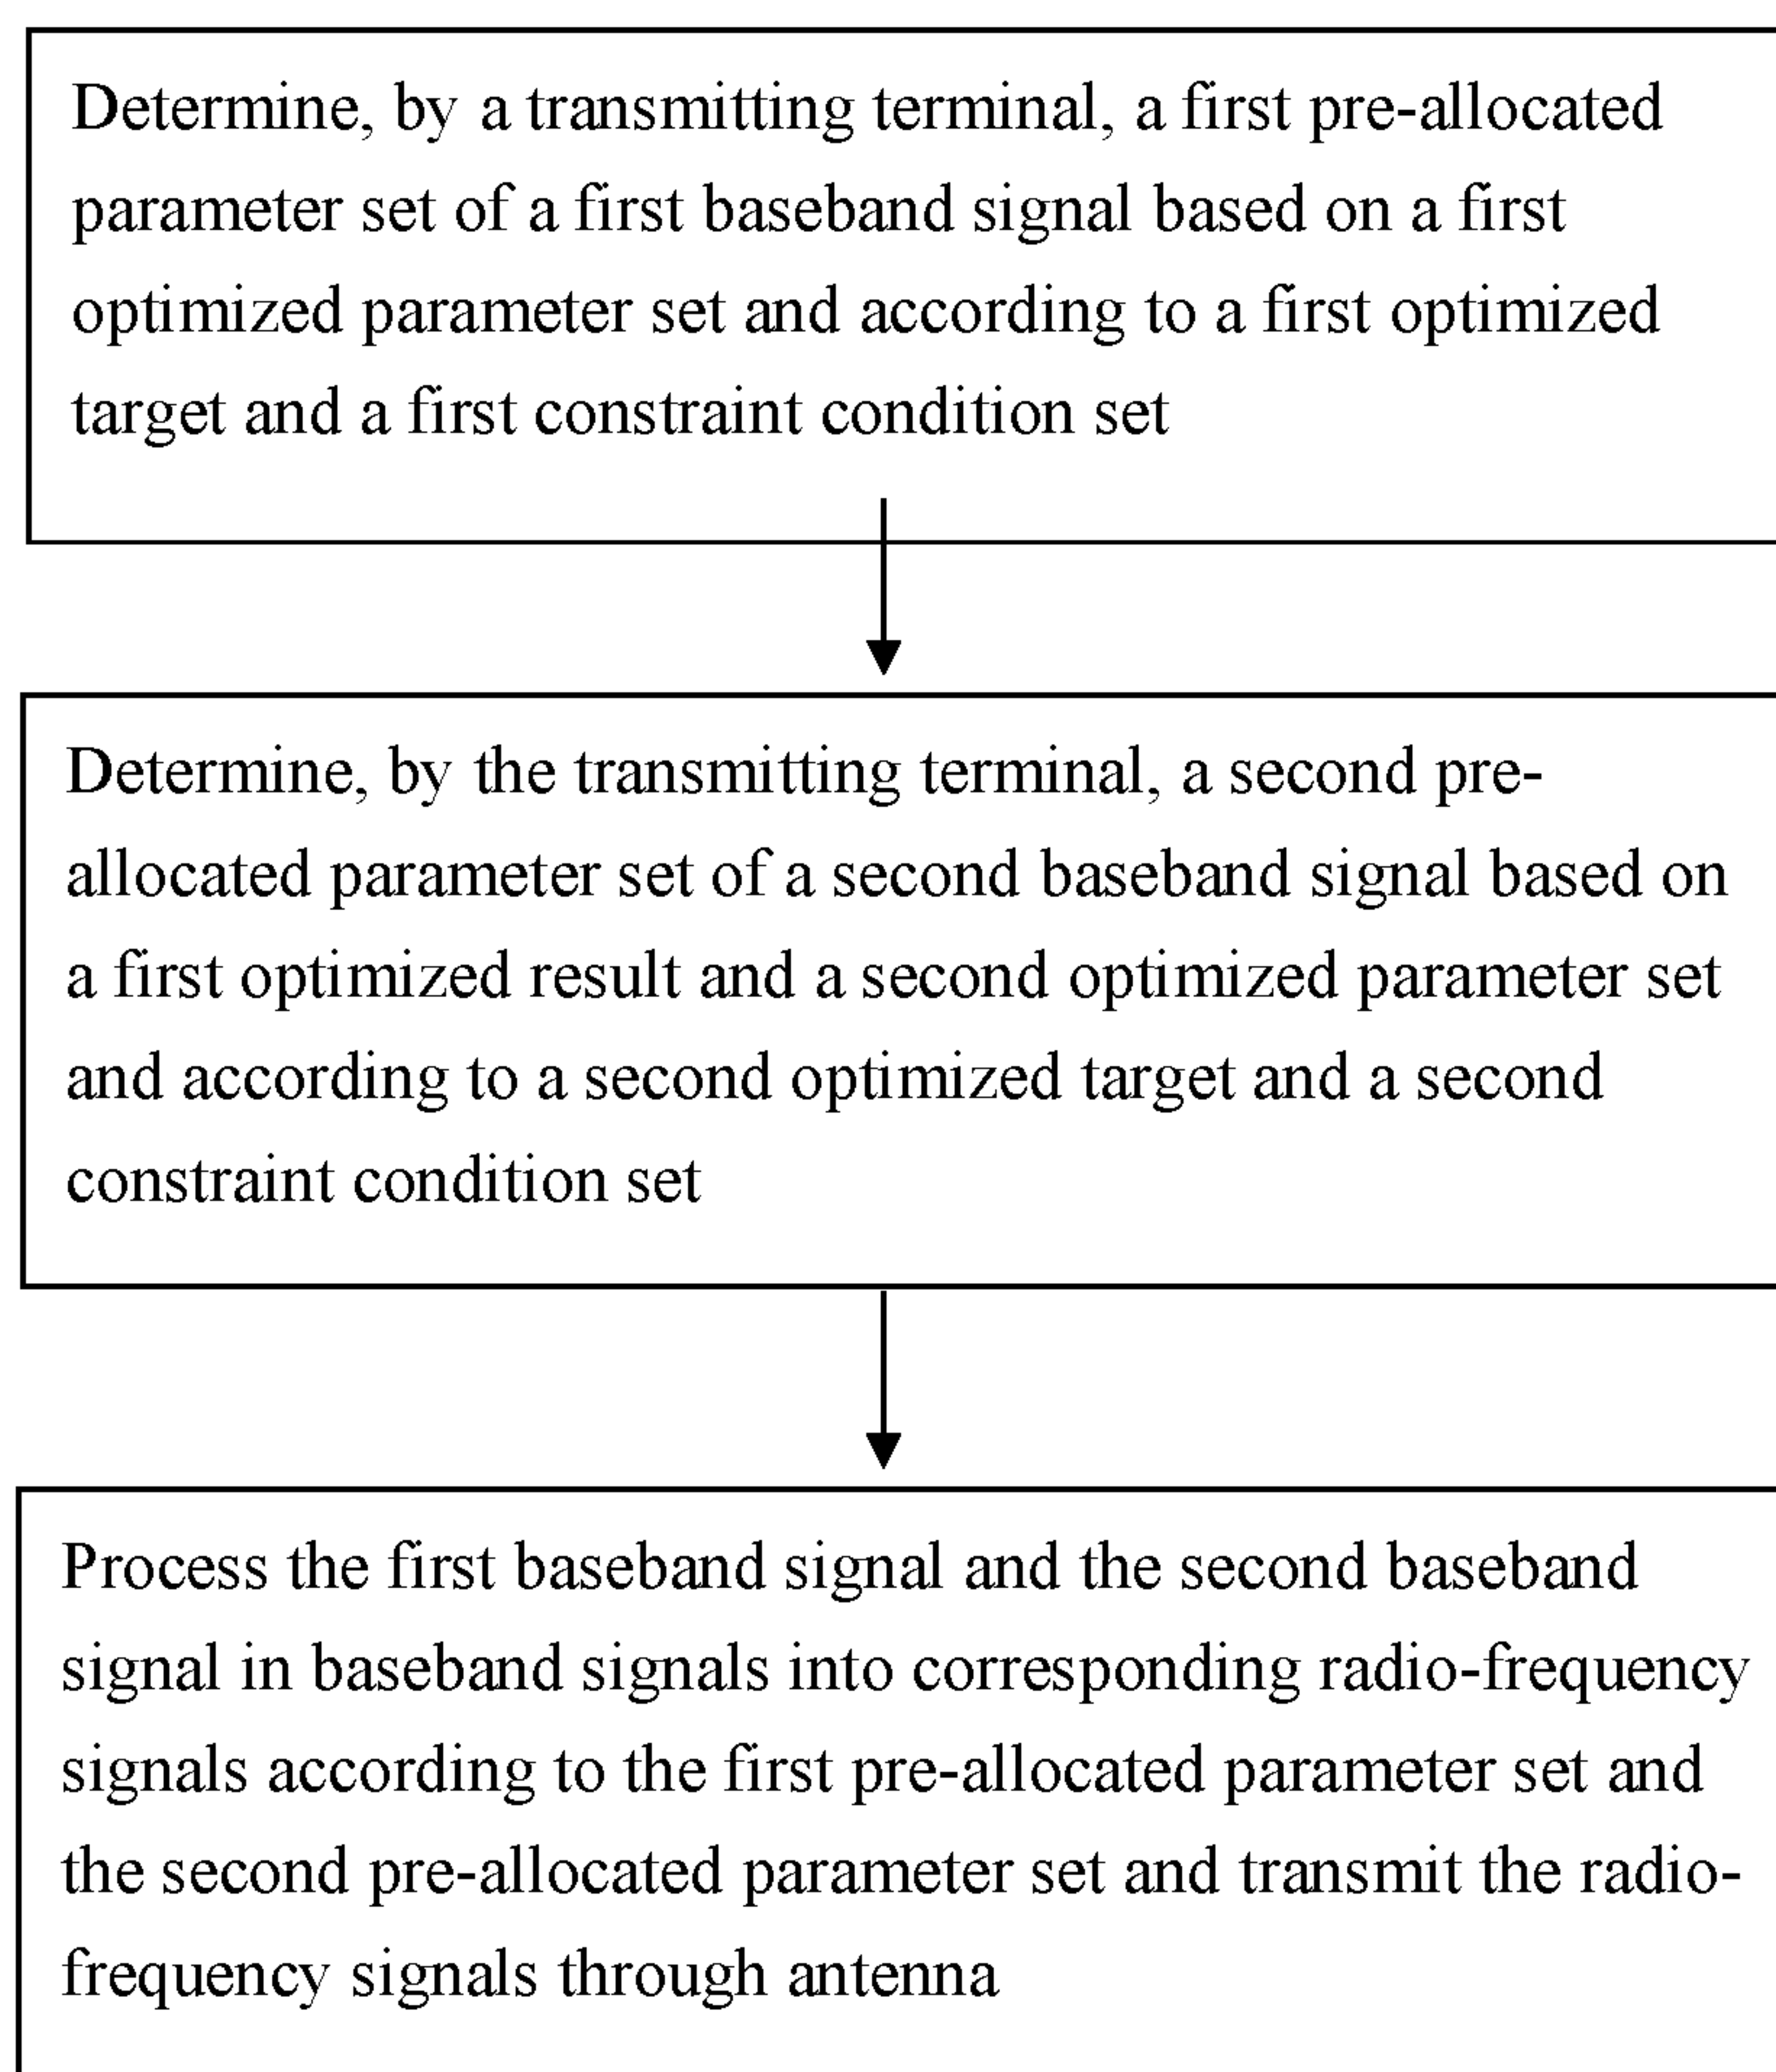 Determine, by a transmitting terminal, a first pre-allocated
parameter set of a first baseband signal based on a first
optimized parameter set and according to a first optimized
target and a first constraint condition set
Determine, by the transmitting terminal, a second pre-
allocated parameter set of a second baseband signal based on
a first optimized result and a second optimized parameter set
and according to a second optimized target and a second
constraint condition set
Process the first baseband signal and the second baseband
signal in baseband signals into corresponding radio-frequency
signals according to the first pre-allocated parameter set and
the second pre-allocated parameter set and transmit the radio-
frequency signals through antenna